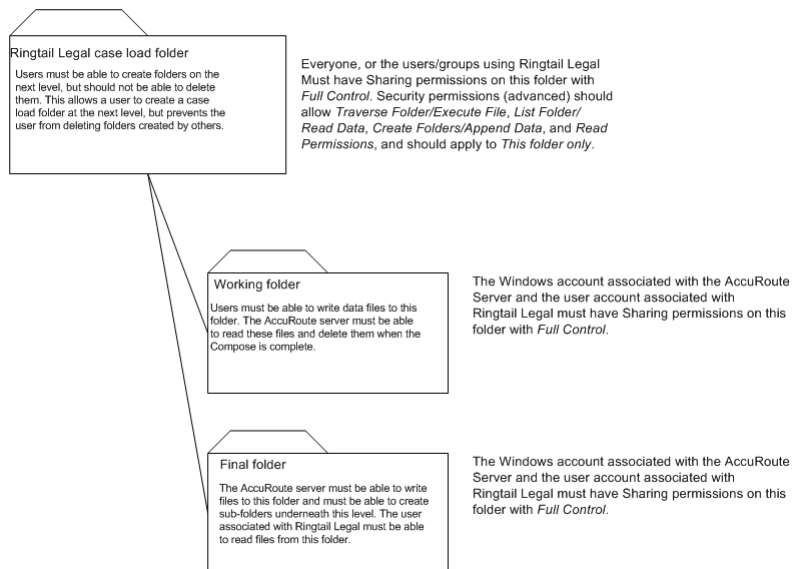 Ringtail Legal case load folder
Users must be able to create folders on the
next level, but should not be able to delete
them. This allows a user to create a case
load folder at the next level, but prevents the
user from deleting folders created by others.
Everyone, or the users/groups using Ringtail Legal
Must have Sharing permissions on this folder with
Full Control. Security permissions (advanced) should
allow Traverse Folder/Execute File, List Folder/
Read Data, Create Folders/Append Data, and Read
Permissions, and should apply to This folder only.
Working folder
Users must be able to write data files to this
folder. The AccuRoute server must be able
to read these files and delete them when the
Compose is complete.
The Windows account associated with the AccuRoute
Server and the user account associated with
Ringtail Legal must have Sharing permissions on this
folder with Full Control.
Final folder
The AccuRoute server must be able to write
files to this folder and must be able to create
sub-folders underneath this level. The user
associated with Ringtail Legal must be able
to read files from this folder.
The Windows account associated with the AccuRoute
Server and the user account associated with
Ringtail Legal must have Sharing permissions on this
folder with Full Control.